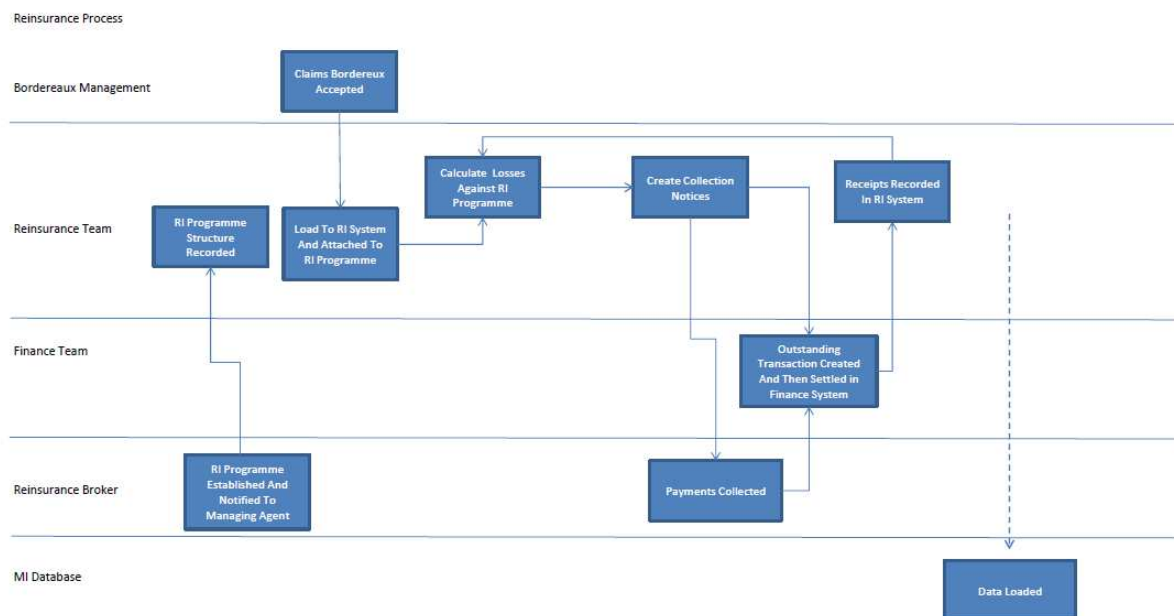 Reinsurance Process
Bordereaux Management
Claims Bordereux
Accepted
Reinsurance Team
RI Programme
Structure
Recorded
Load To RI System
And Attached To
RI Programme
Calculate Losses
Against RI
Programme
Create Collection
Notices
Receipts Recorded
In RI System
Finance Team
Outstanding
Transaction Created
And Then Settled in
Finance System
Reinsurance Broker
RI Programme
Established And
Notified To
Managing Agent
Payments Collected
MI Database
Data Loaded